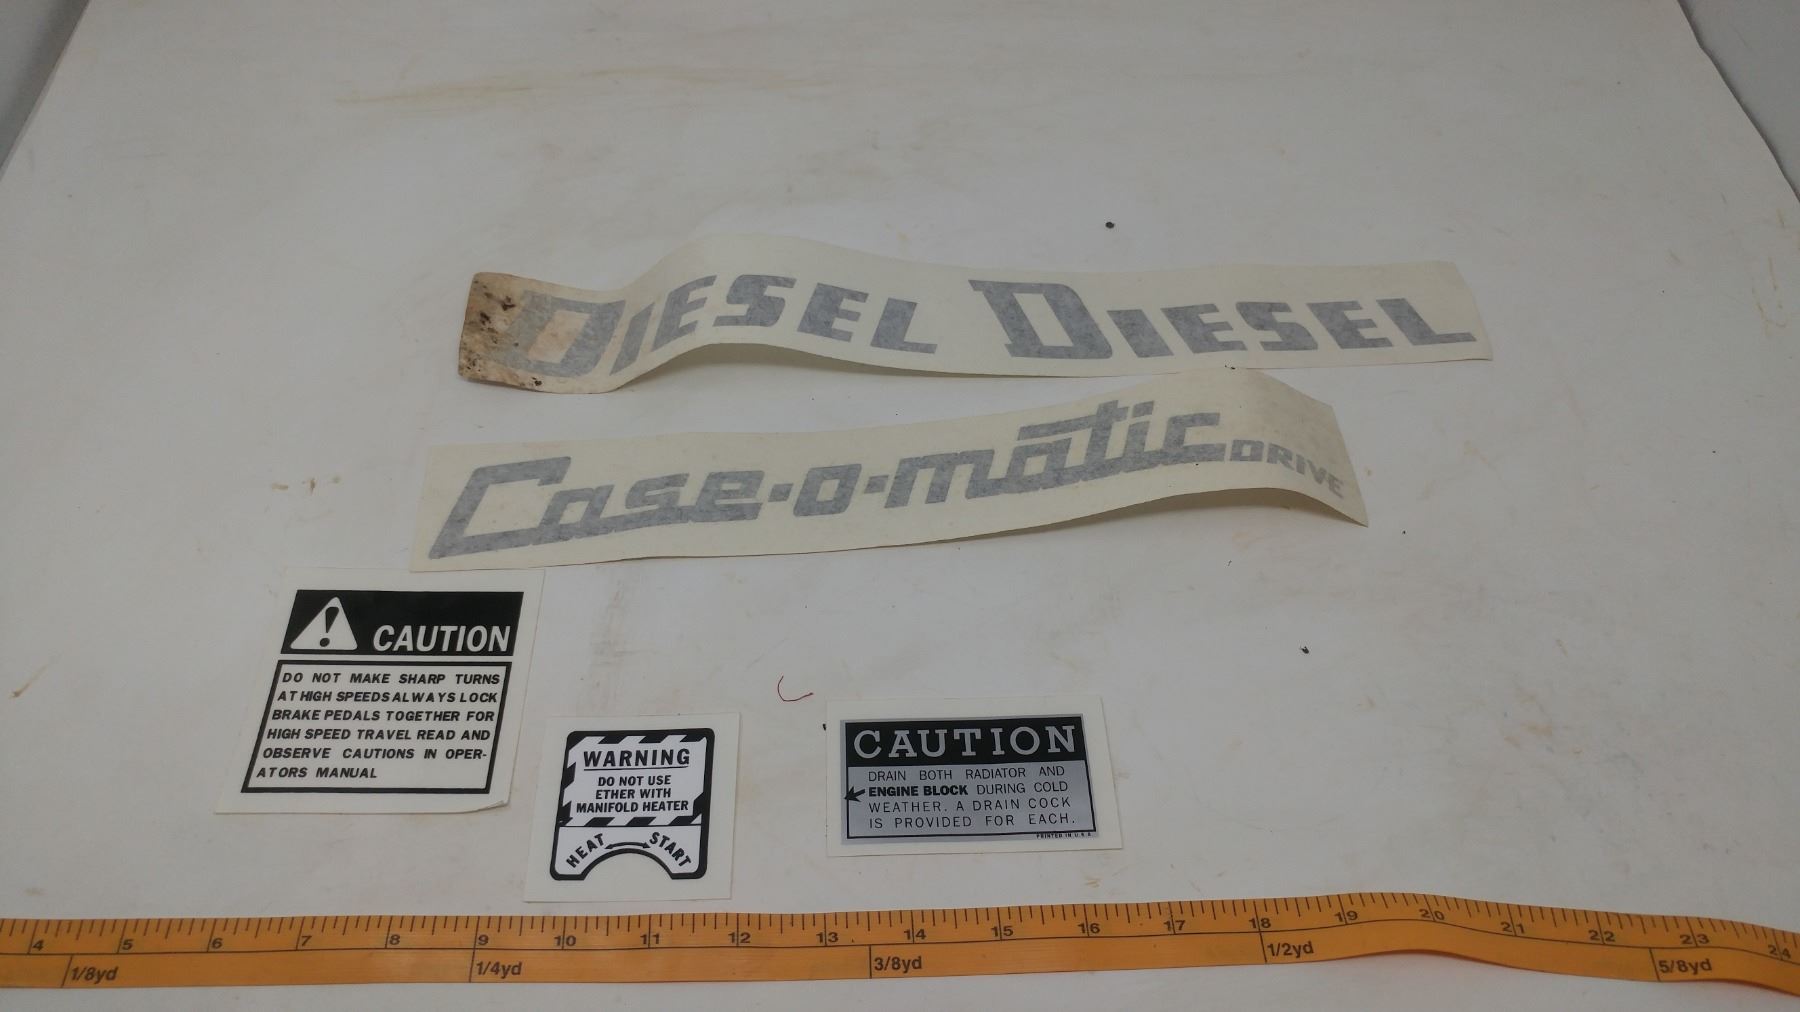 DIESEL DIESEL
Case-o-matic DRIVE
CAUTION
DO NOT MAKE SHARP TURNS
AT HIGH SPEEDS ALWAYS LOCK
BRAKE PEDALS TOGETHER FOR
HIGH SPEED TRAVEL READ AND
OBSERVE CAUTIONS IN OPER-
ATORS MANUAL
WARNING
DO NOT USE
ETHER WITH
MANIFOLD HEATER
HEAT START
CAUTION
DRAIN BOTH RADIATOR AND
ENGINE BLOCK DURING COLD
WEATHER. A DRAIN COCK
IS PROVIDED FOR EACH.
PRINTED IN U.S.A.
4 5 6 7 8 9 10 11 12 13 14 15 16 17 18 19 20 21 22 23 24
1/8yd 1/4yd 3/8yd 1/2yd 5/8yd